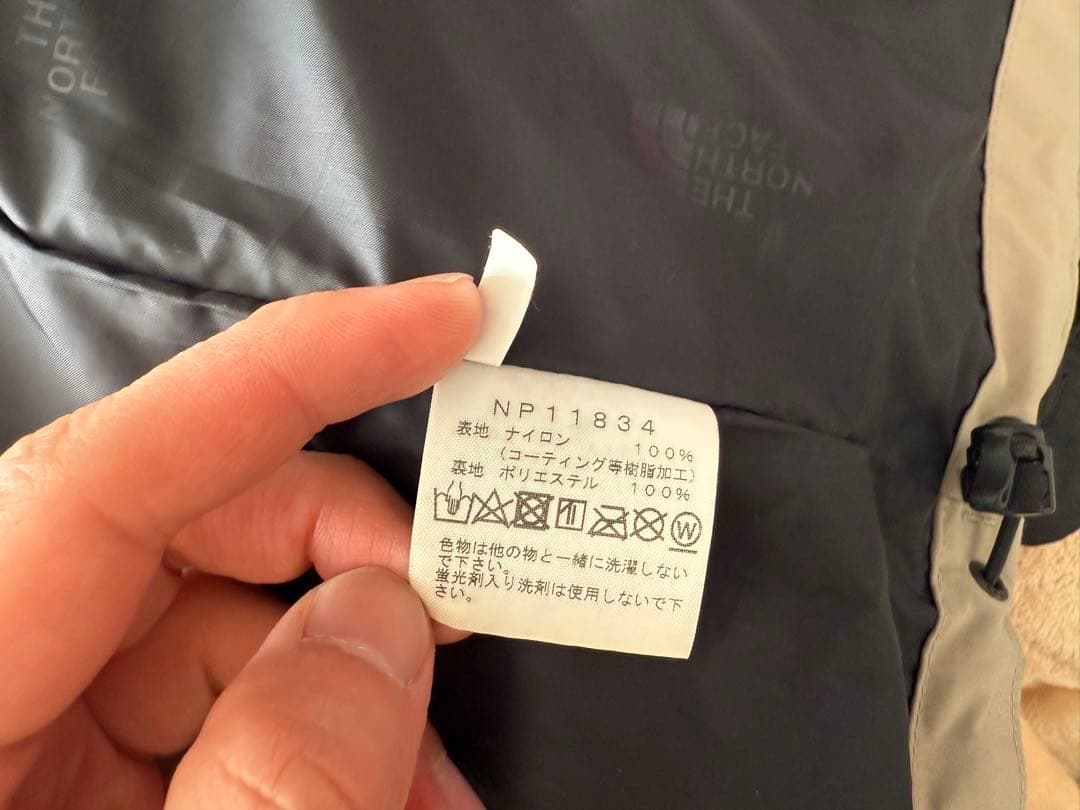 THE
NORTH
F
THE
NORTH
FACE
NP11834
表地 ナイロン 100%
(コーティング等樹脂加工)
裏地 ポリエステル 100%
W
色物は他の物と一緒に洗濯しない
で下さい。
蛍光剤入り洗剤は使用しないで下
さい。